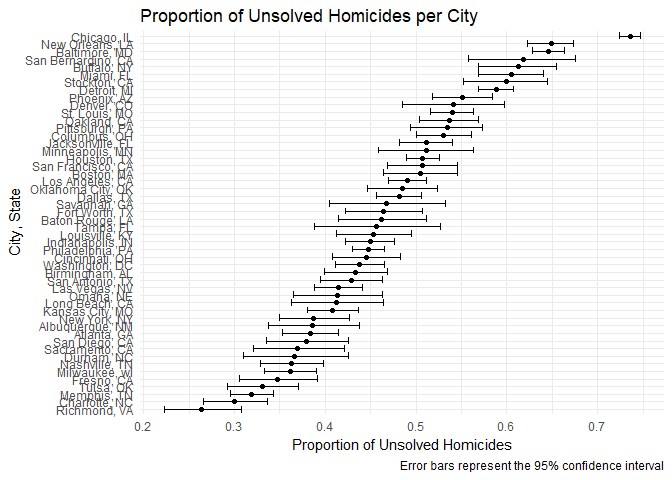 Proportion of Unsolved Homicides per City
City, State
Chicago, IL
New Orleans, LA
Baltimore, MD
San Bernardino, CA
Buffalo, NY
Miami, FL
Stockton, CA
Detroit, MI
Phoenix, AZ
Denver, CO
St. Louis, MO
Oakland, CA
Pittsburgh, PA
Columbus, OH
Jacksonville, FL
Minneapolis, MN
Houston, TX
San Francisco, CA
Boston, MA
Los Angeles, CA
Oklahoma City, OK
Dallas, TX
Savannah, GA
Fort Worth, TX
Baton Rouge, LA
Tampa, FL
Louisville, KY
Indianapolis, IN
Philadelphia, PA
Cincinnati, OH
Washington, DC
Birmingham, AL
San Antonio, TX
Las Vegas, NV
Omaha, NE
Long Beach, CA
Kansas City, MO
New York, NY
Albuquerque, NM
Atlanta, GA
San Diego, CA
Sacramento, CA
Durham, NC
Nashville, TN
Milwaukee, wI
Fresno, CA
Tulsa, OK
Memphis, TN
Charlotte, NC
Richmond, VA
0.2 0.3 0.4 0.5 0.6 0.7
Proportion of Unsolved Homicides
Error bars represent the 95% confidence interval